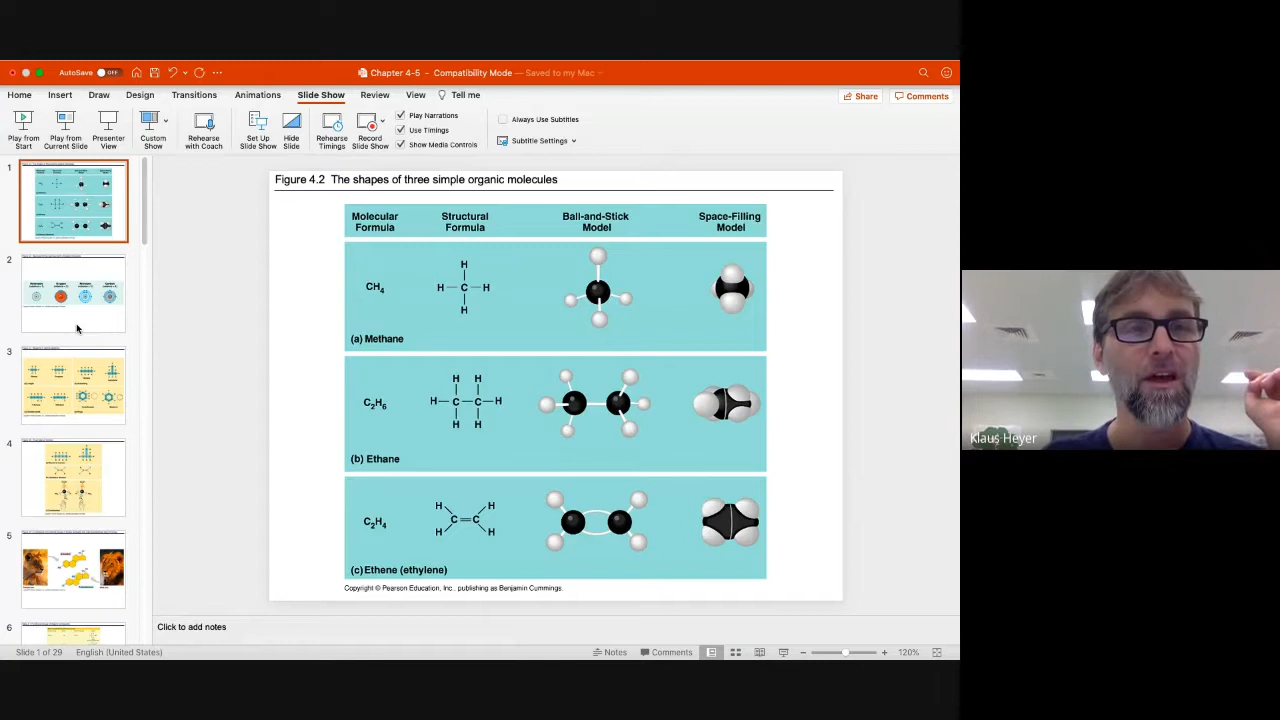 AutoSave OFF
Chapter 4-5 - Compatibility Mode — Saved to my Mac
Home Insert Draw Design Transitions Animations Slide Show Review View Tell me
Share Comments
Play from Start
Play from Current Slide
Presenter View
Custom Show
Rehearse with Coach
Set Up Slide Show
Hide Slide
Rehearse Timings
Record Slide Show
Play Narrations
Use Timings
Show Media Controls
Always Use Subtitles
Subtitle Settings
1
2
3
4
5
6
Figure 4.2 The shapes of three simple organic molecules
Molecular Formula
Structural Formula
Ball-and-Stick Model
Space-Filling Model
CH₄
H
H—C—H
H
(a) Methane
C₂H₆
H H
H—C—C—H
H H
(b) Ethane
C₂H₄
H H
C=C
H H
(c) Ethene (ethylene)
Copyright © Pearson Education, Inc., publishing as Benjamin Cummings.
Click to add notes
Slide 1 of 29 English (United States)
Notes Comments 120%
Klaus Heyer